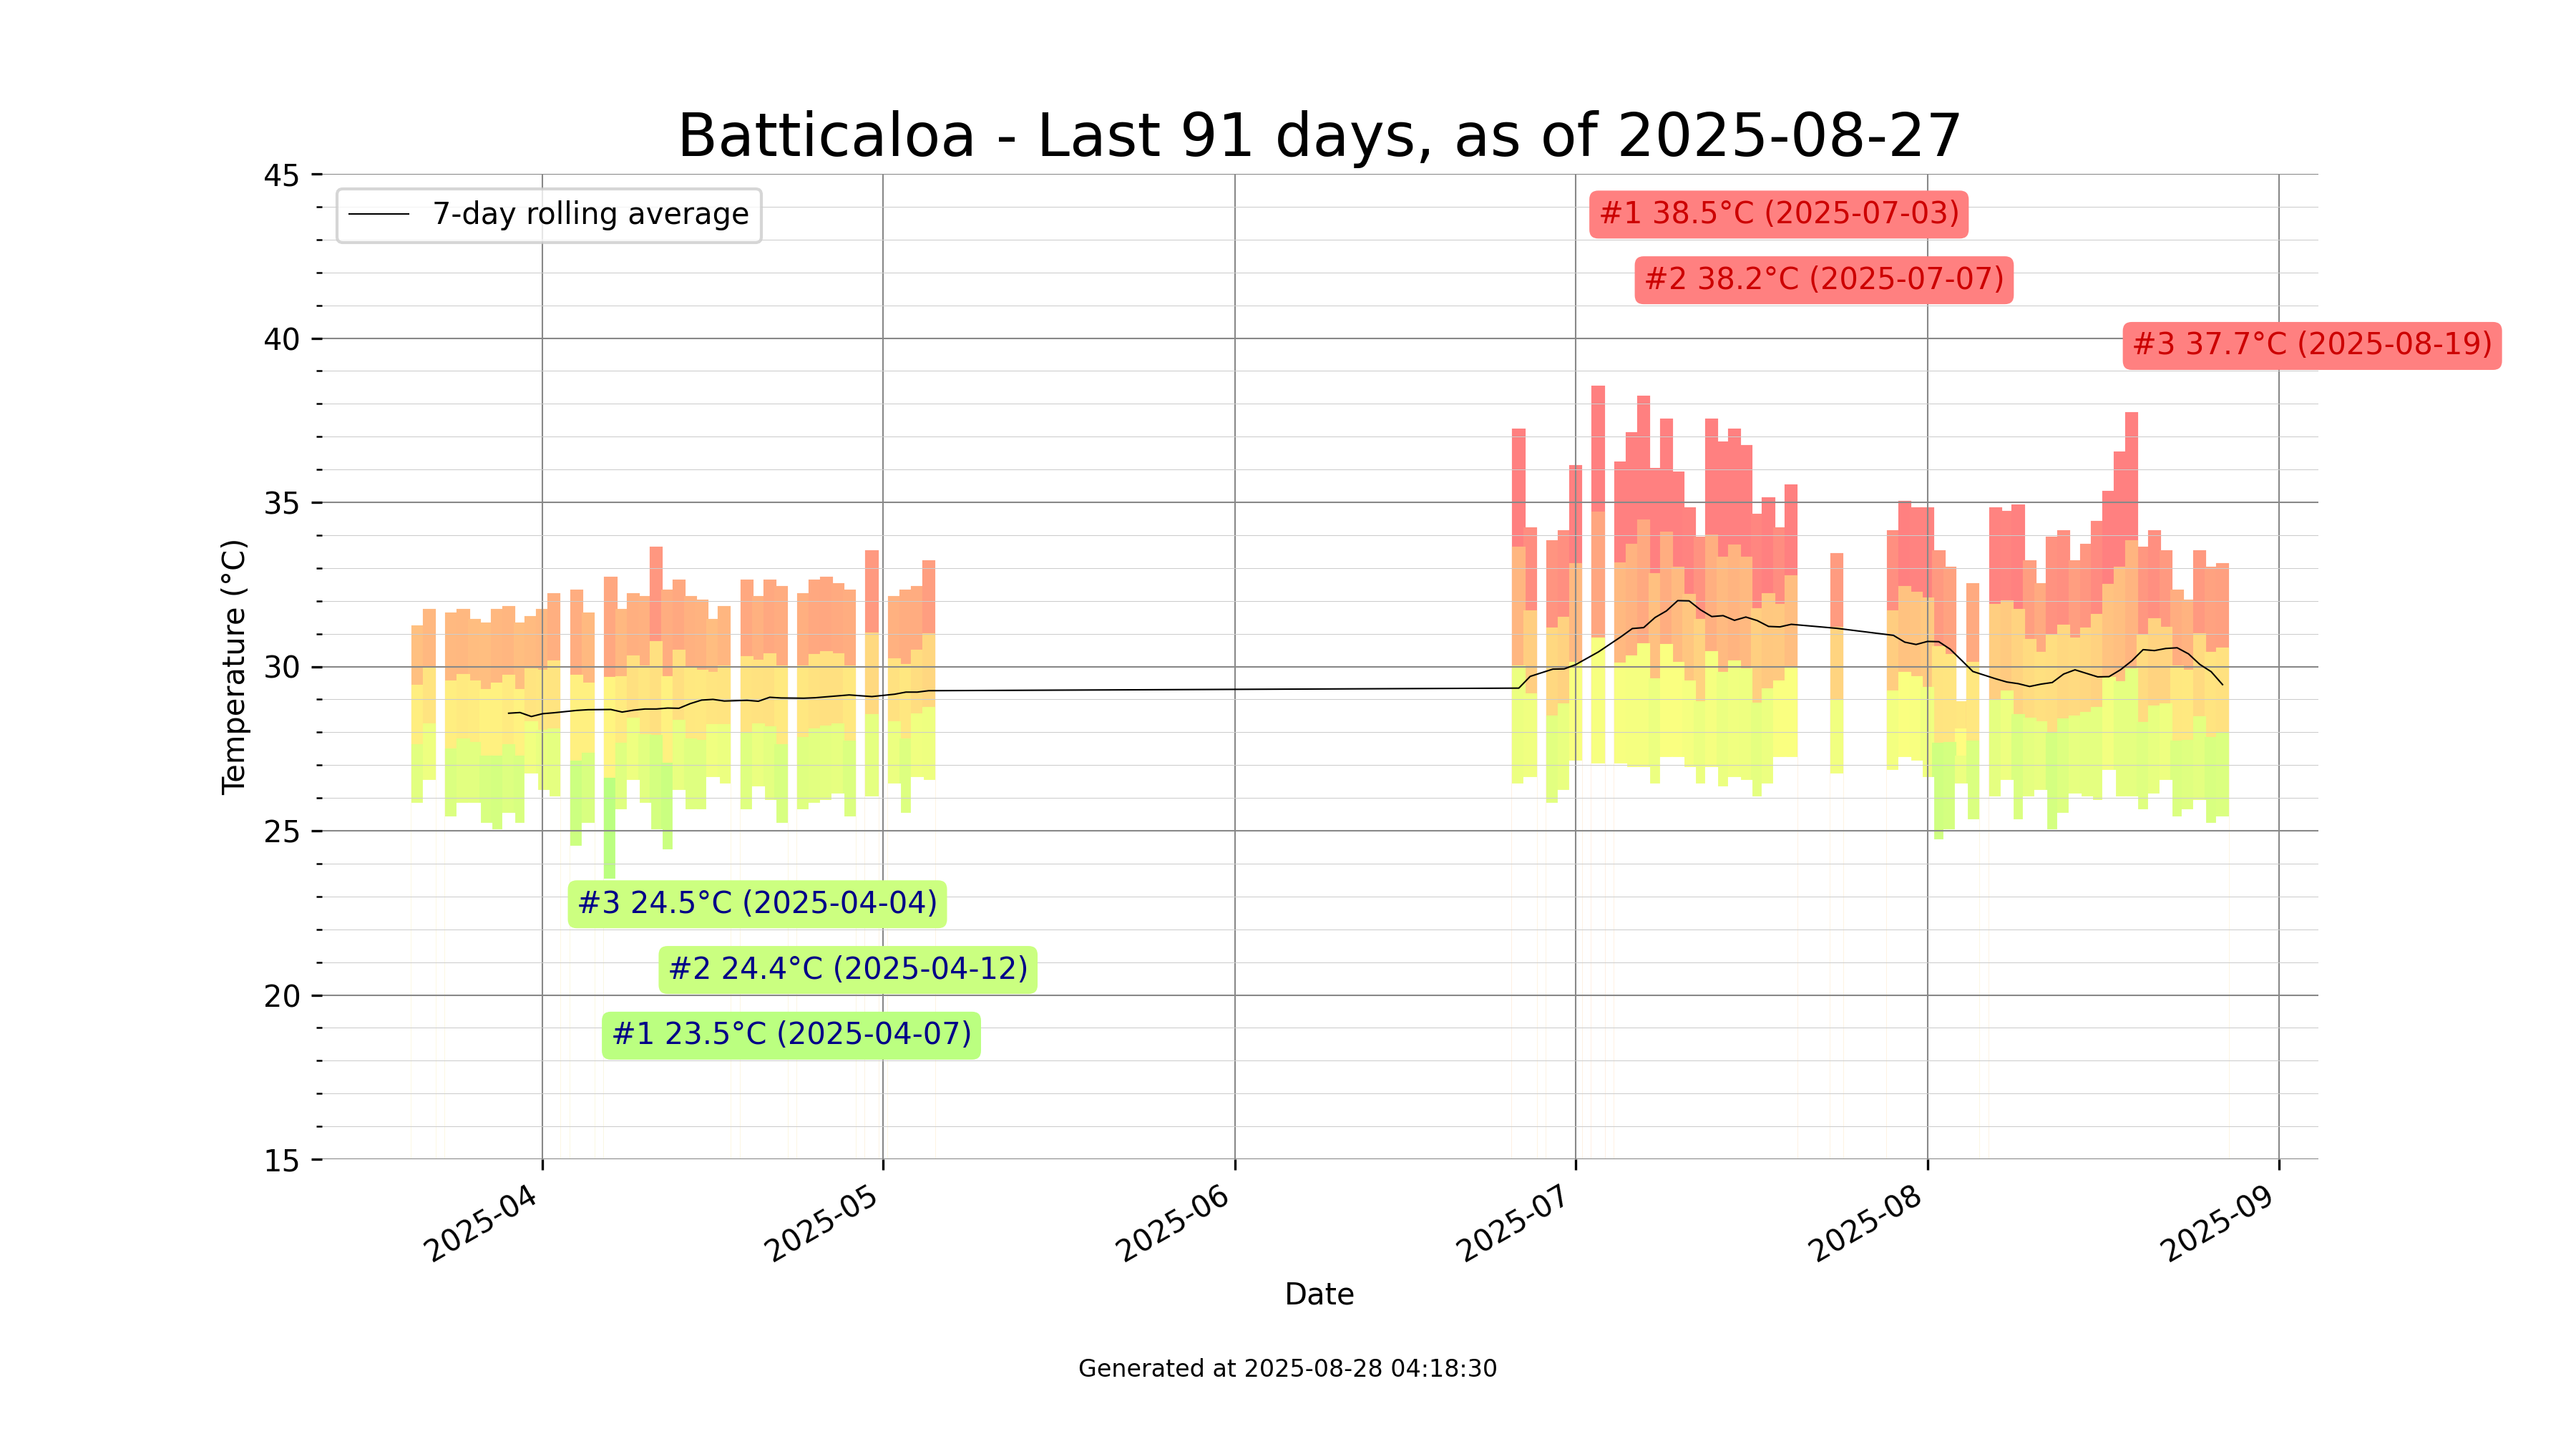 Batticaloa - Last 91 days, as of 2025-08-27
45
7-day rolling average
#1 38.5°C (2025-07-03)
#2 38.2°C (2025-07-07)
40
#3 37.7°C (2025-08-19)
35
30
Temperature (°C)
25
#3 24.5°C (2025-04-04)
#2 24.4°C (2025-04-12)
20
#1 23.5°C (2025-04-07)
15
2025-04
2025-05
2025-06
2025-07
2025-08
2025-09
Date
Generated at 2025-08-28 04:18:30